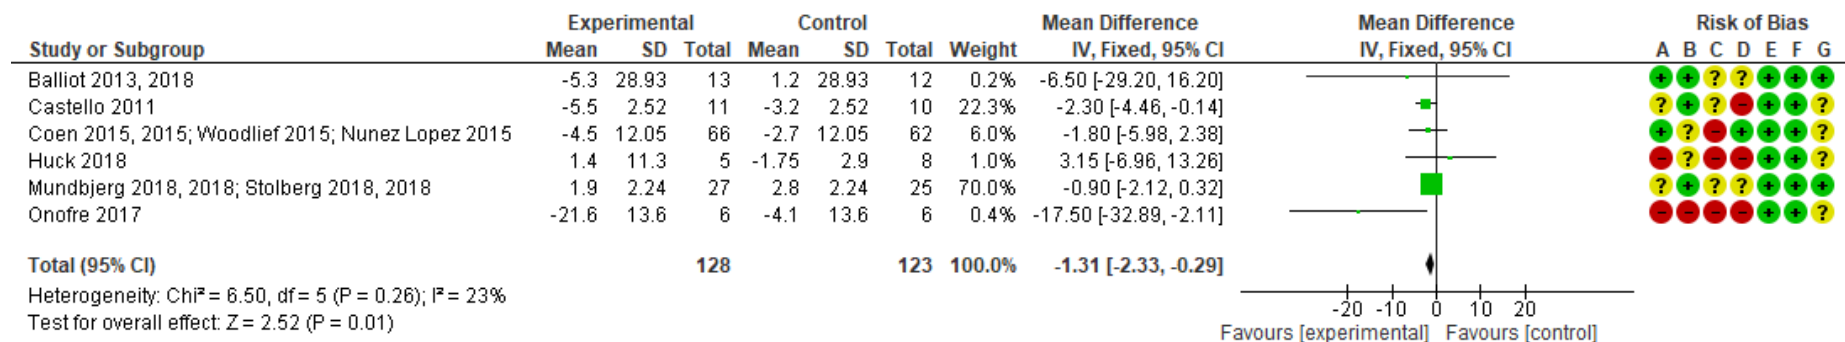 Experimental Control Mean Difference Mean Difference Risk of Bias
Study or Subgroup Mean SD Total Mean SD Total Weight IV, Fixed, 95% CI IV, Fixed, 95% CI A B C D E F G
Balliot 2013, 2018 -5.3 28.93 13 1.2 28.93 12 0.2% -6.50 [-29.20, 16.20] + + ? ? + + +
Castello 2011 -5.5 2.52 11 -3.2 2.52 10 22.3% -2.30 [-4.46, -0.14] ? + ? - + + ?
Coen 2015, 2015; Woodlief 2015; Nunez Lopez 2015 -4.5 12.05 66 -2.7 12.05 62 6.0% -1.80 [-5.98, 2.38] + ? - + + + ?
Huck 2018 1.4 11.3 5 -1.75 2.9 8 1.0% 3.15 [-6.96, 13.26] - ? - - + + ?
Mundbjerg 2018, 2018; Stolberg 2018, 2018 1.9 2.24 27 2.8 2.24 25 70.0% -0.90 [-2.12, 0.32] ? + ? ? + + +
Onofre 2017 -21.6 13.6 6 -4.1 13.6 6 0.4% -17.50 [-32.89, -2.11] - - - - + + ?
Total (95% CI) 128 123 100.0% -1.31 [-2.33, -0.29]
Heterogeneity: Chi² = 6.50, df = 5 (P = 0.26); I² = 23%
Test for overall effect: Z = 2.52 (P = 0.01)
-20 -10 0 10 20
Favours [experimental] Favours [control]